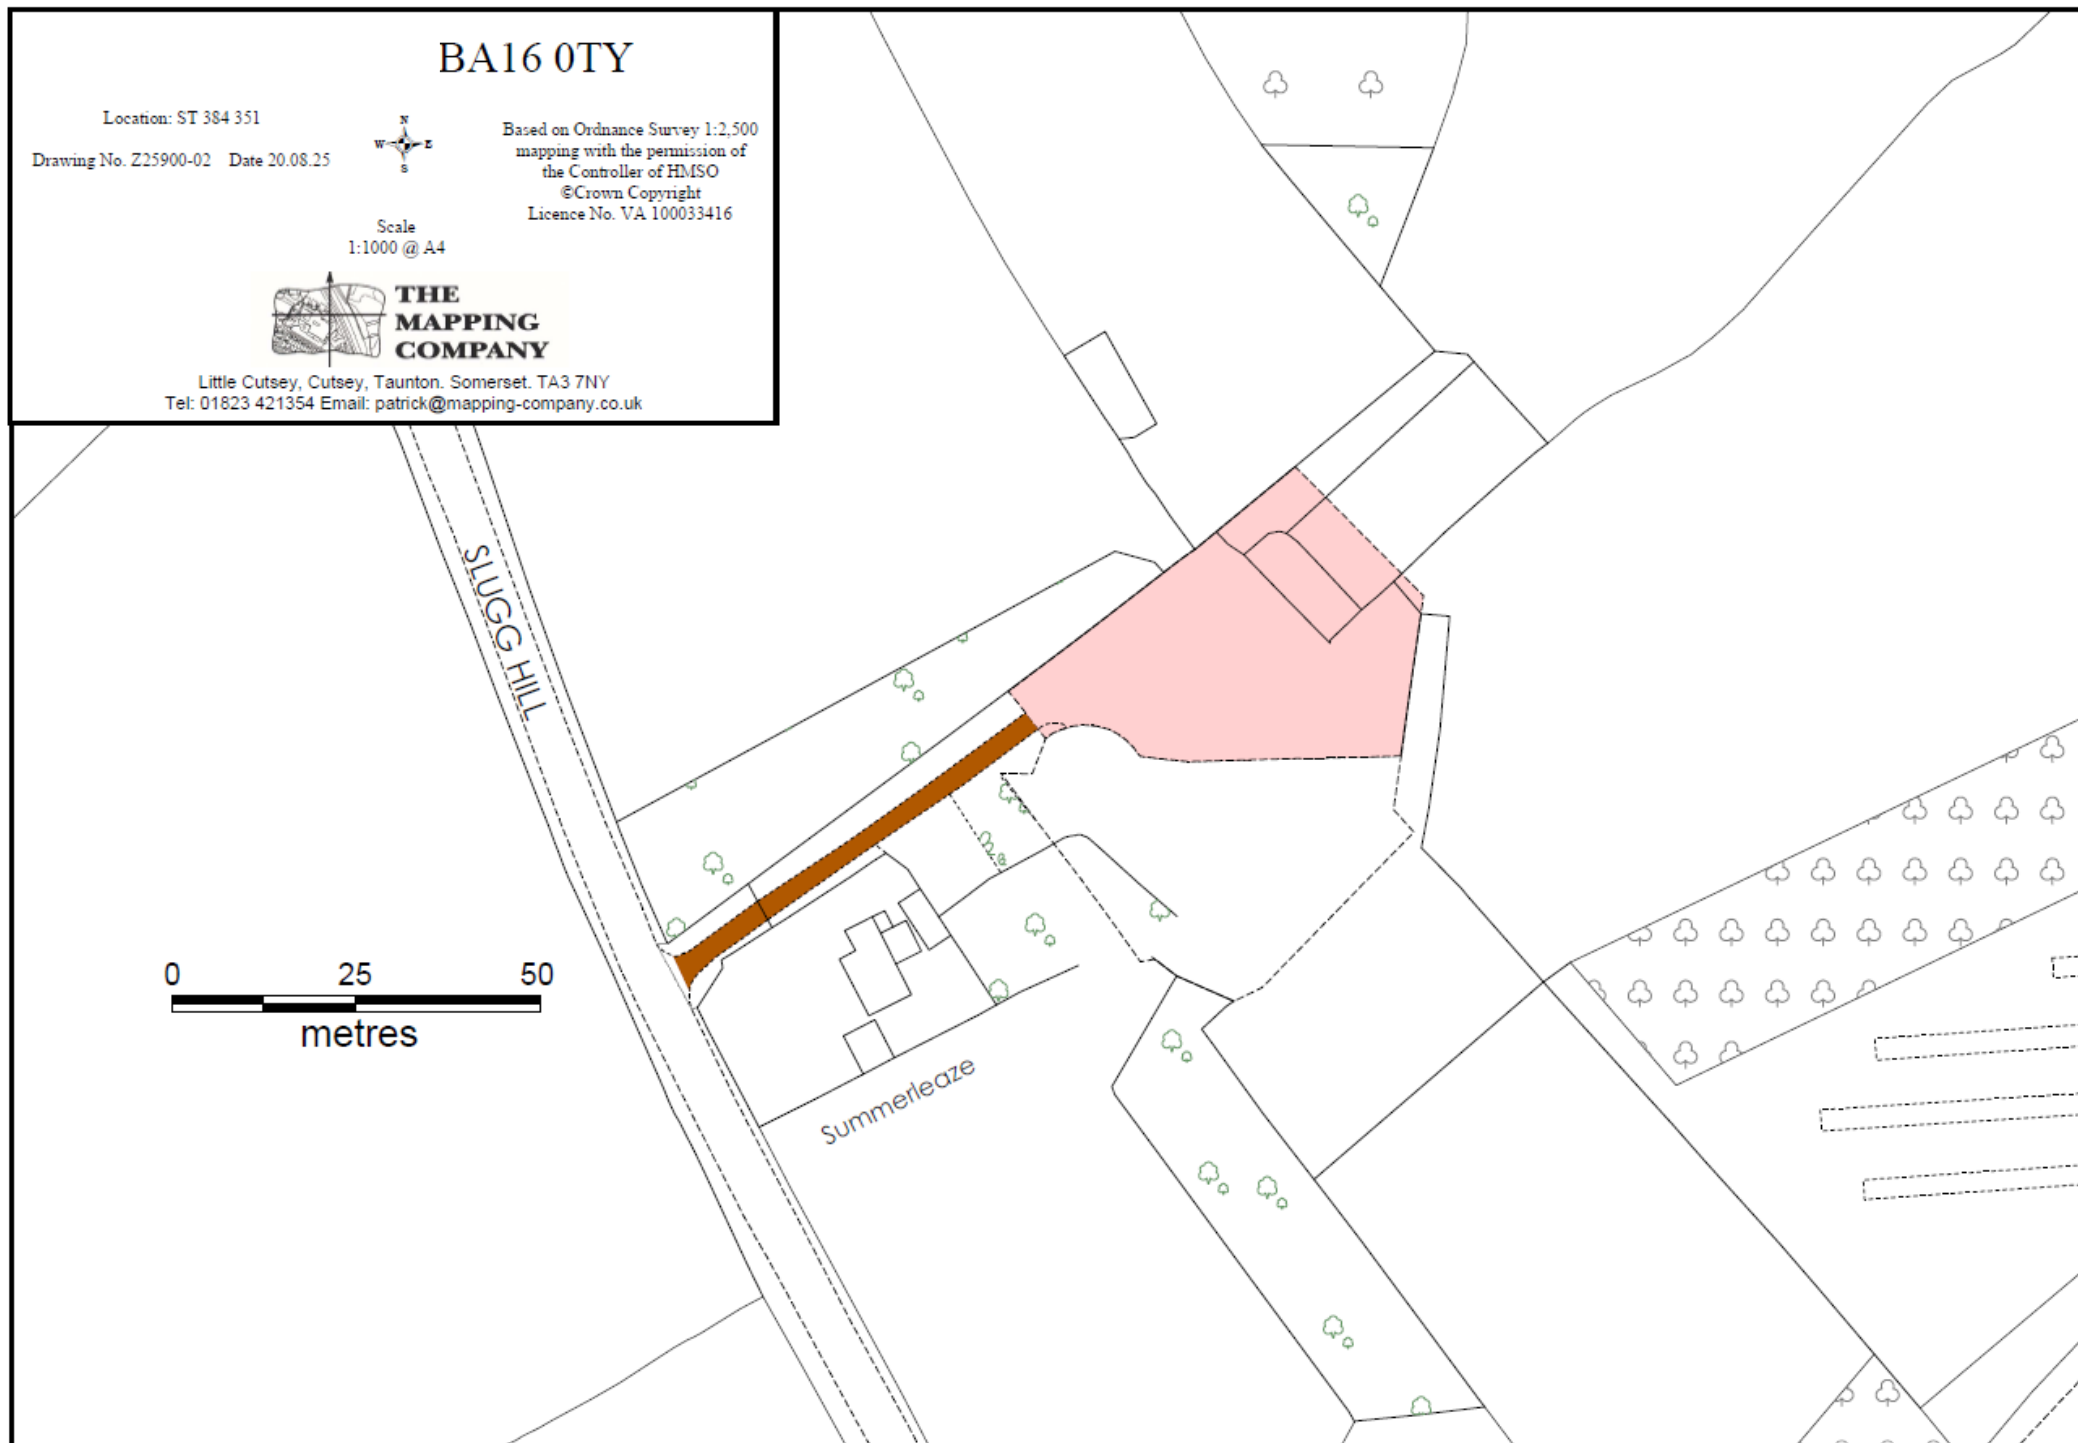 BA16 0TY
Location: ST 384 351
Drawing No. Z25900-02 Date 20.08.25
N
W E
S
Based on Ordnance Survey 1:2,500
mapping with the permission of
the Controller of HMSO
©Crown Copyright
Licence No. VA 100033416
Scale
1:1000 @ A4
THE
MAPPING
COMPANY
Little Cutsey, Cutsey, Taunton. Somerset. TA3 7NY
Tel: 01823 421354 Email: patrick@mapping-company.co.uk
SLUGG HILL
0 25 50
metres
Summerleaze